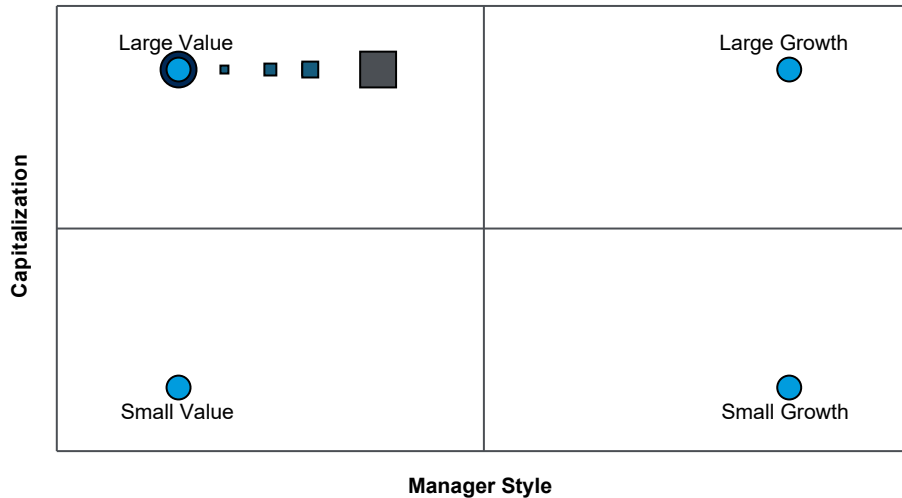 Large Value
Large Growth
Capitalization
Small Value
Small Growth
Manager Style